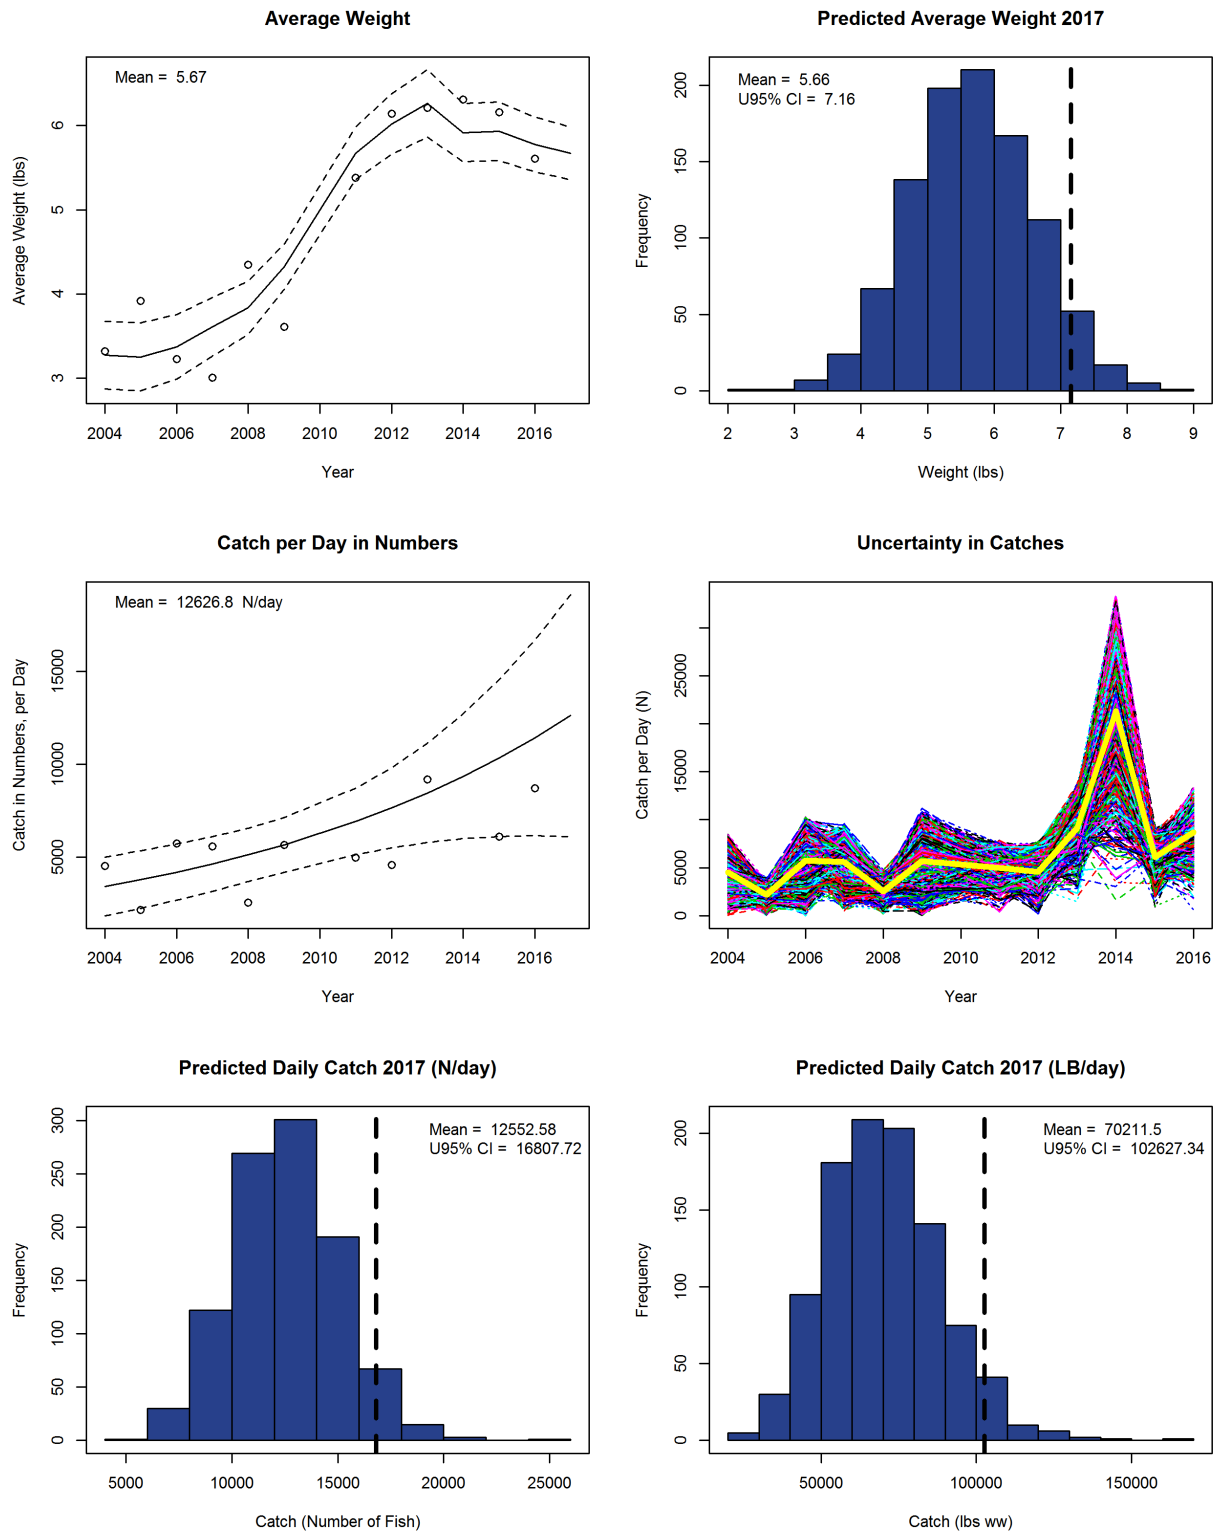 Average Weight
Mean = 5.67
Average Weight (lbs)
3
4
5
6
2004 2006 2008 2010 2012 2014 2016
Year
Predicted Average Weight 2017
Mean = 5.66
U95% CI = 7.16
Frequency
0
50
100
150
200
2 3 4 5 6 7 8 9
Weight (lbs)
Catch per Day in Numbers
Mean = 12626.8 N/day
Catch in Numbers, per Day
5000
10000
15000
2004 2006 2008 2010 2012 2014 2016
Year
Uncertainty in Catches
Catch per Day (N)
0
5000
15000
25000
2004 2006 2008 2010 2012 2014 2016
Year
Predicted Daily Catch 2017 (N/day)
Mean = 12552.58
U95% CI = 16807.72
Frequency
0
50
100
150
200
250
300
5000 10000 15000 20000 25000
Catch (Number of Fish)
Predicted Daily Catch 2017 (LB/day)
Mean = 70211.5
U95% CI = 102627.34
Frequency
0
50
100
150
200
50000 100000 150000
Catch (lbs ww)